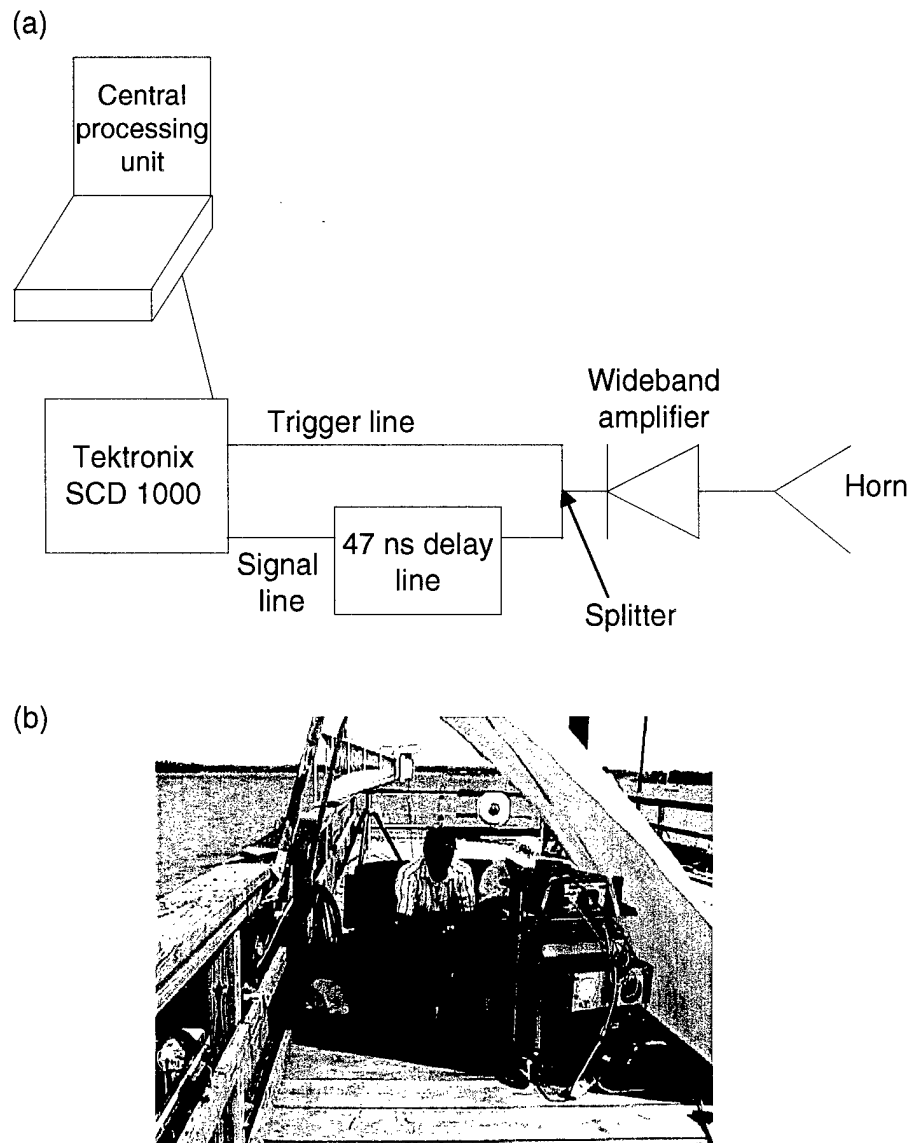 (a)
Central
processing
unit
Wideband
amplifier
Trigger line
Tektronix
SCD 1000
Horn
47 ns delay
line
Signal
line
Splitter
(b)